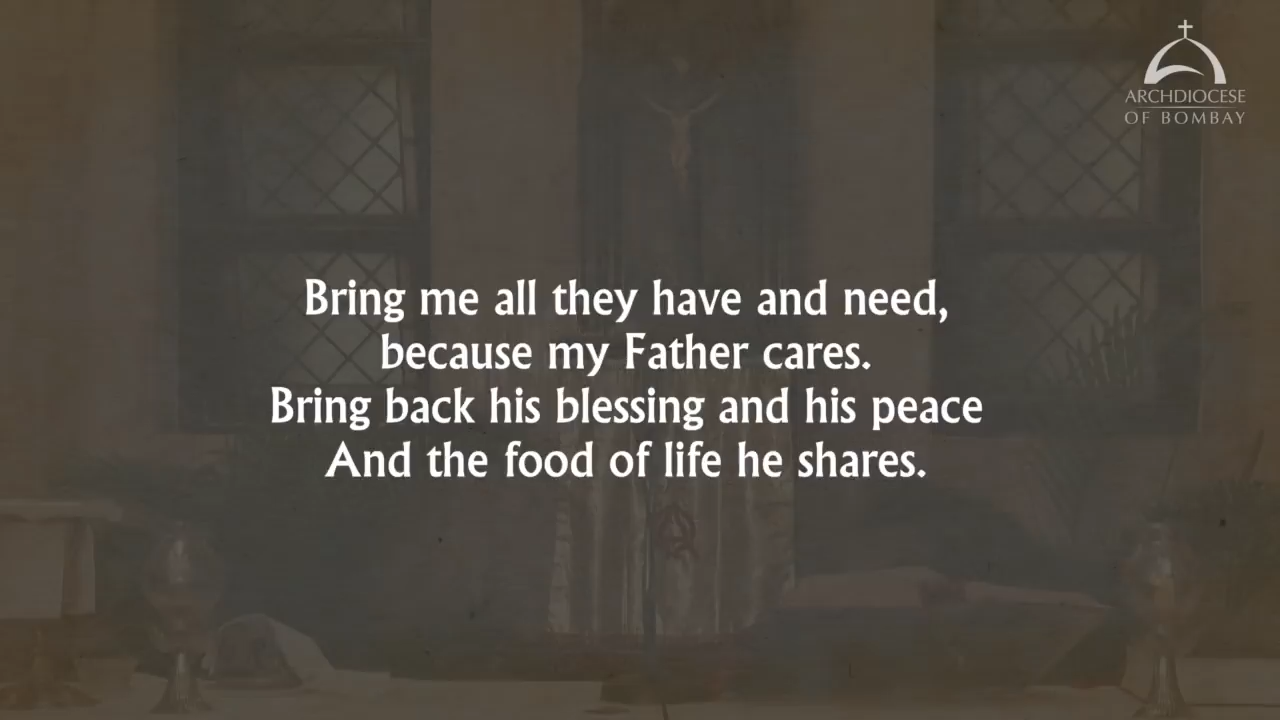 ARCHDIOCESE
OF BOMBAY
Bring me all they have and need,
because my Father cares.
Bring back his blessing and his peace
And the food of life he shares.